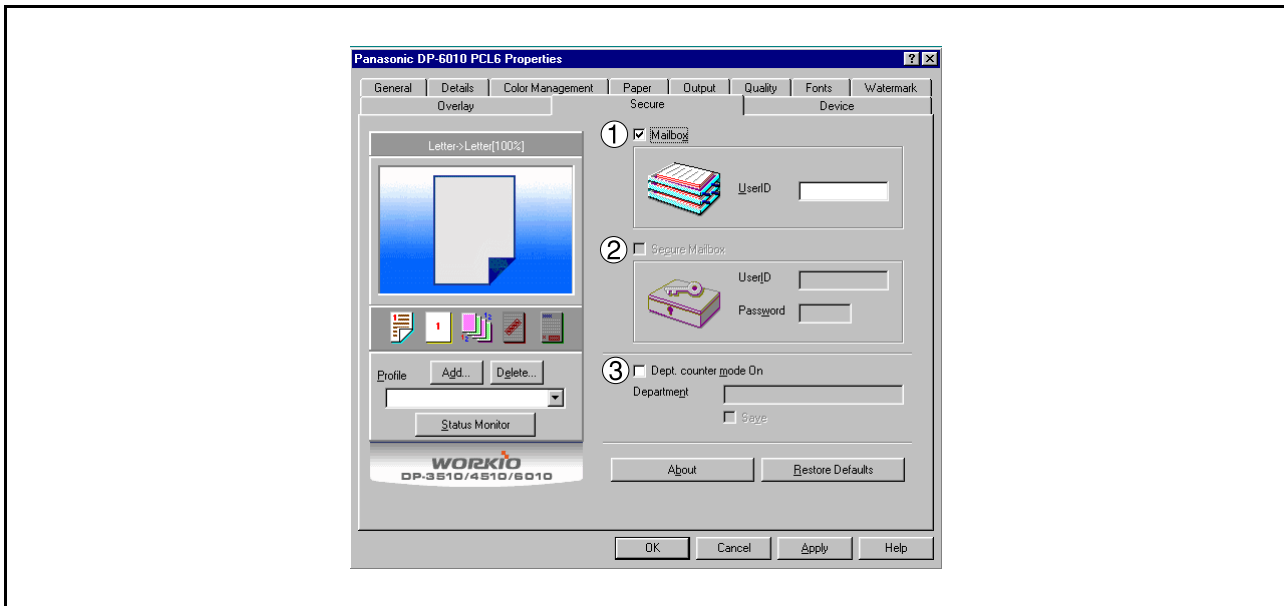 Panasonic DP-6010 PCL6 Properties
General Details Color Management Paper Output Quality Fonts Watermark
Overlay Secure Device
Letter->Letter[100%]
1 Mailbox
UserID
2 Secure Mailbox
UserID
Password
3 Dept. counter mode On
Department
Save
Profile Add... Delete...
Status Monitor
WORKIO
DP-3510/4510/6010
About Restore Defaults
OK Cancel Apply Help